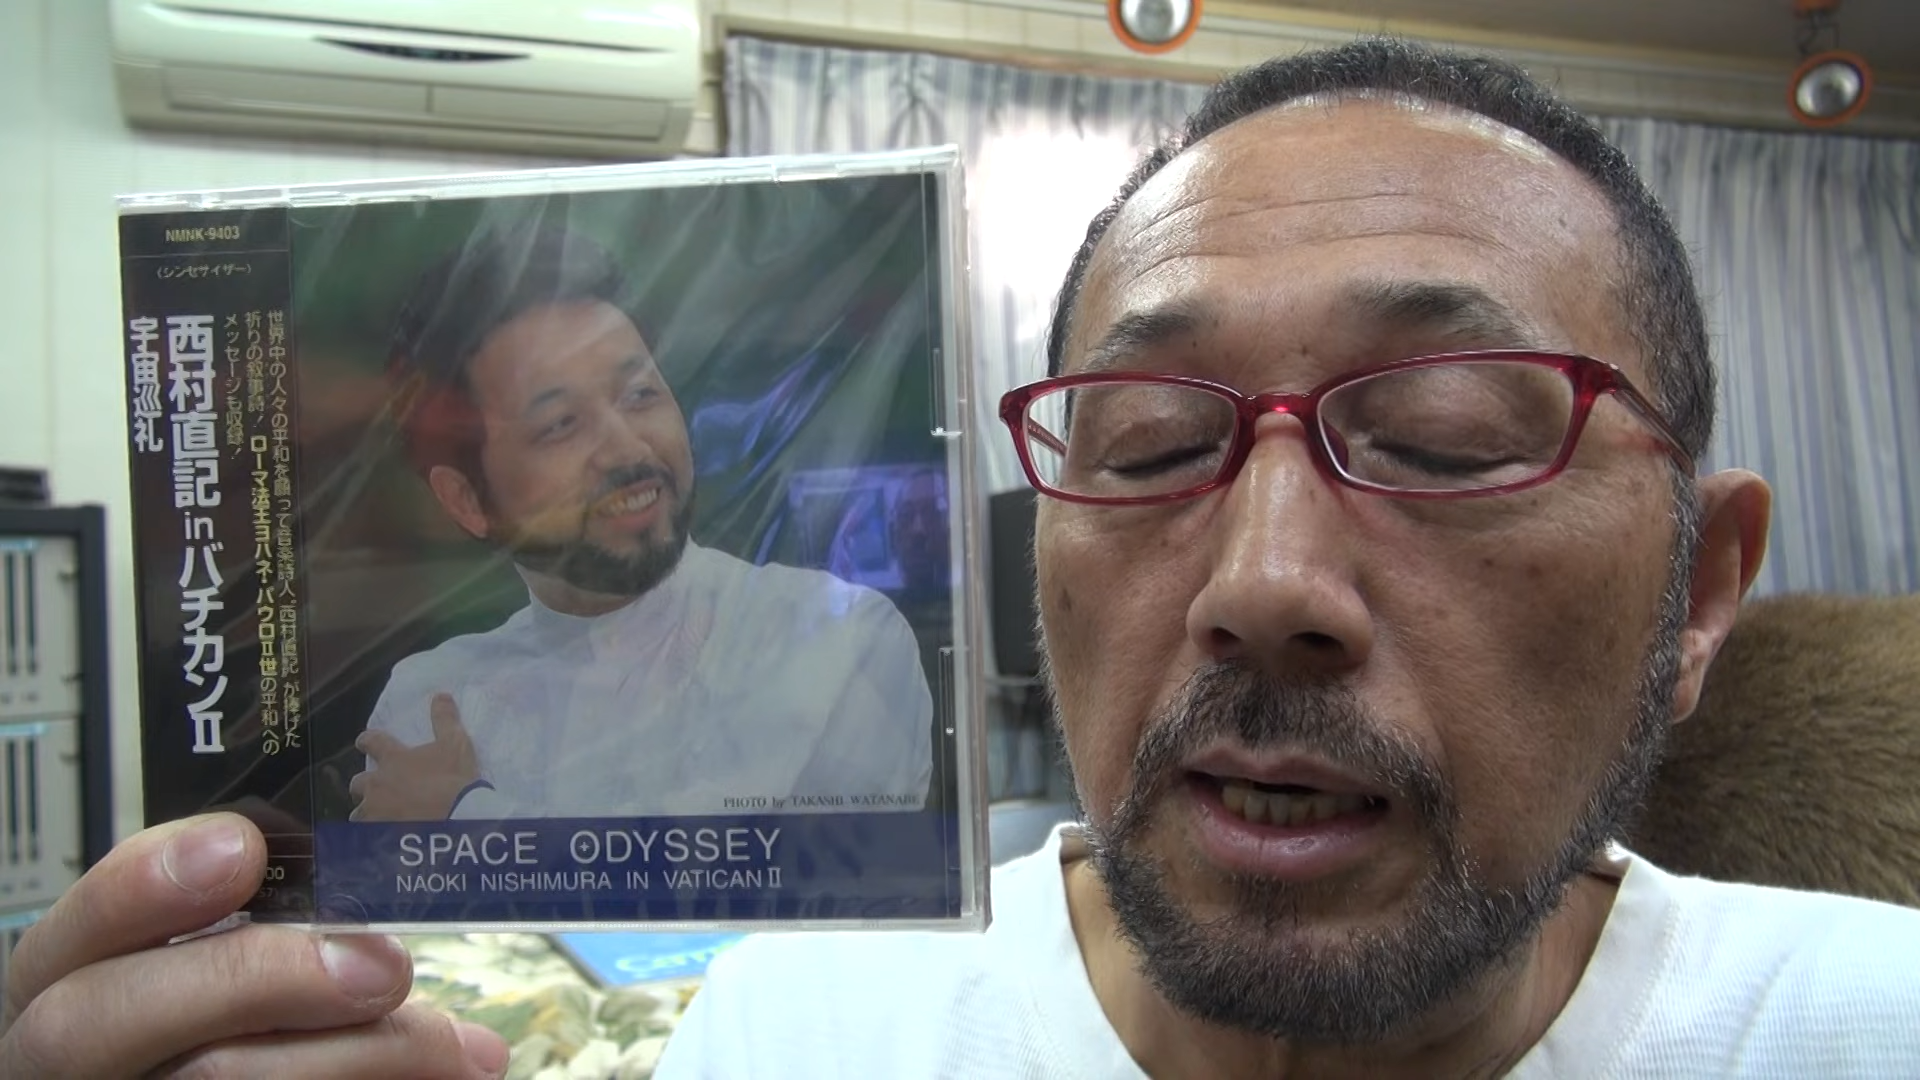 NMNK-9403
(シンセサイザー)
世界中の人々の平和を願って音楽詩人“西村直記”が捧げた
祈りの叙事詩! ローマ法王ヨハネ・パウロII世の平和への
メッセージも収録!
西村直記inバチカンII
宇宙巡礼
PHOTO by TAKASHI WATANABE
SPACE ODYSSEY
NAOKI NISHIMURA IN VATICAN II